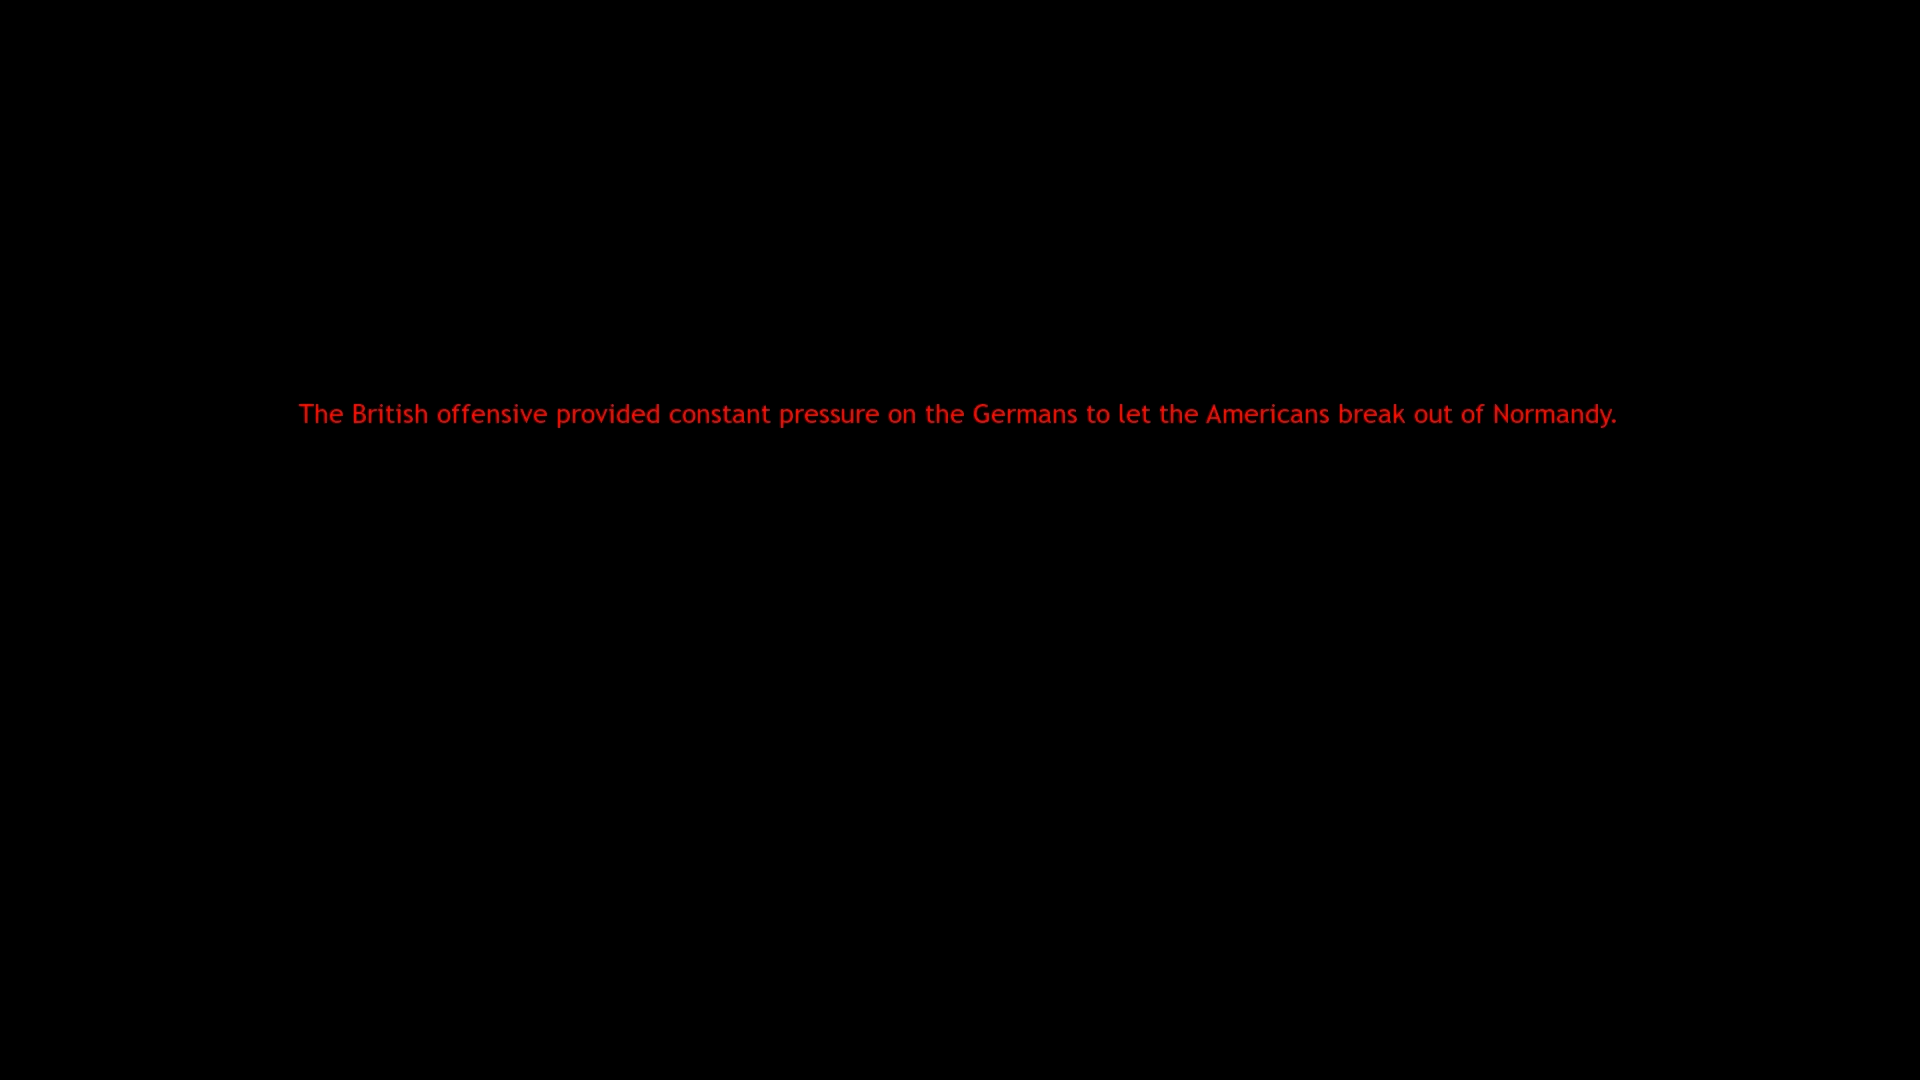 The British offensive provided constant pressure on the Germans to let the Americans break out of Normandy.